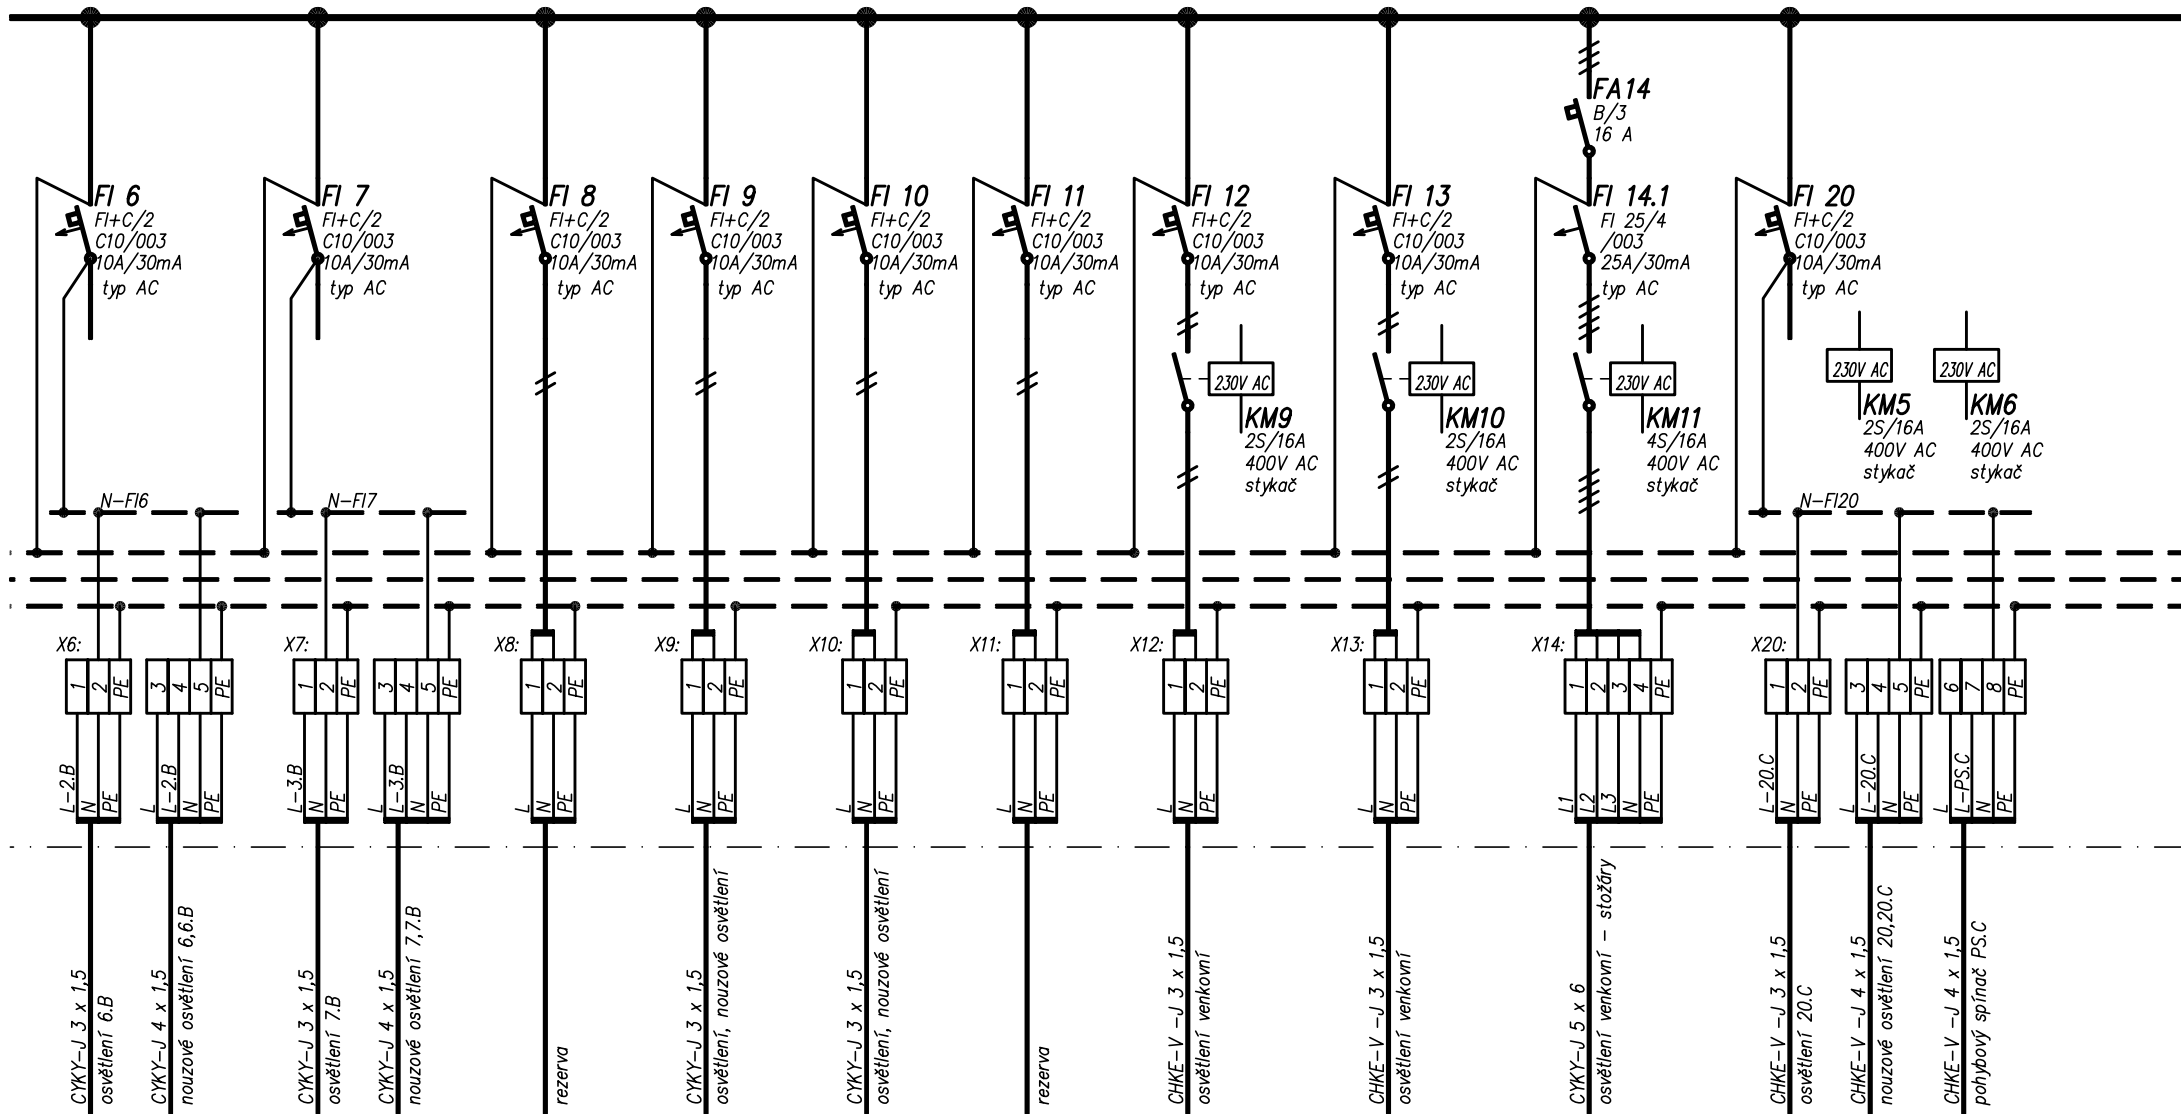 FA14
B/3
16 A
FI 6
FI+C/2
C10/003
10A/30mA
typ AC
FI 7
FI+C/2
C10/003
10A/30mA
typ AC
FI 8
FI+C/2
C10/003
10A/30mA
typ AC
FI 9
FI+C/2
C10/003
10A/30mA
typ AC
FI 10
FI+C/2
C10/003
10A/30mA
typ AC
FI 11
FI+C/2
C10/003
10A/30mA
typ AC
FI 12
FI+C/2
C10/003
10A/30mA
typ AC
FI 13
FI+C/2
C10/003
10A/30mA
typ AC
FI 14.1
FI 25/4
/003
25A/30mA
typ AC
FI 20
FI+C/2
C10/003
10A/30mA
typ AC
230V AC
KM9
2S/16A
400V AC
stykač
230V AC
KM10
2S/16A
400V AC
stykač
230V AC
KM11
4S/16A
400V AC
stykač
230V AC
KM5
2S/16A
400V AC
stykač
230V AC
KM6
2S/16A
400V AC
stykač
N-FI6
N-FI7
N-FI20
X6:
1 2 PE
3 4 5 PE
X7:
1 2 PE
3 4 5 PE
X8:
1 2 PE
X9:
1 2 PE
X10:
1 2 PE
X11:
1 2 PE
X12:
1 2 PE
X13:
1 2 PE
X14:
1 2 3 4 PE
X20:
1 2 PE
3 4 5 PE
6 7 8 PE
L-2.B N PE
L L-2.B N PE
L-3.B N PE
L L-3.B N PE
L N PE
L N PE
L N PE
L N PE
L N PE
L N PE
L1 L2 L3 N PE
L-20.C N PE
L L-20.C N PE
L L-PS.C N PE
CYKY-J 3 x 1,5
osvětlení 6.B
CYKY-J 4 x 1,5
nouzové osvětlení 6,6.B
CYKY-J 3 x 1,5
osvětlení 7.B
CYKY-J 4 x 1,5
nouzové osvětlení 7,7.B
rezerva
CYKY-J 3 x 1,5
osvětlení, nouzové osvětlení
CYKY-J 3 x 1,5
osvětlení, nouzové osvětlení
rezerva
CHKE-V -J 3 x 1,5
osvětlení venkovní
CHKE-V -J 3 x 1,5
osvětlení venkovní
CYKY-J 5 x 6
osvětlení venkovní - stožáry
CHKE-V -J 3 x 1,5
osvětlení 20.C
CHKE-V -J 4 x 1,5
nouzové osvětlení 20,20.C
CHKE-V -J 4 x 1,5
pohybový spínač PS.C